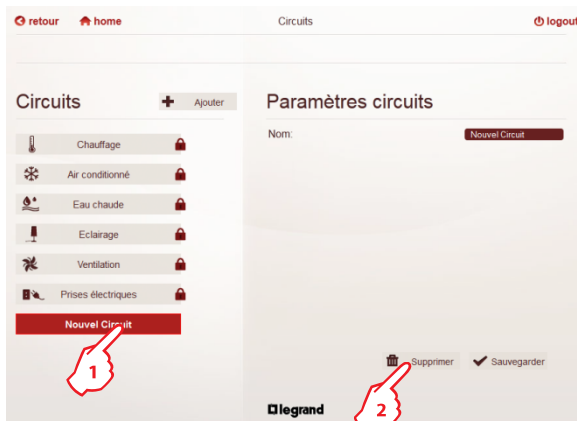 retour
home
Circuits
logout
Circuits
Ajouter
Chauffage
Air conditionné
Eau chaude
Eclairage
Ventilation
Prises électriques
Nouvel Circuit
1
Paramètres circuits
Nom:
Nouvel Circuit
Supprimer
Sauvegarder
2
legrand